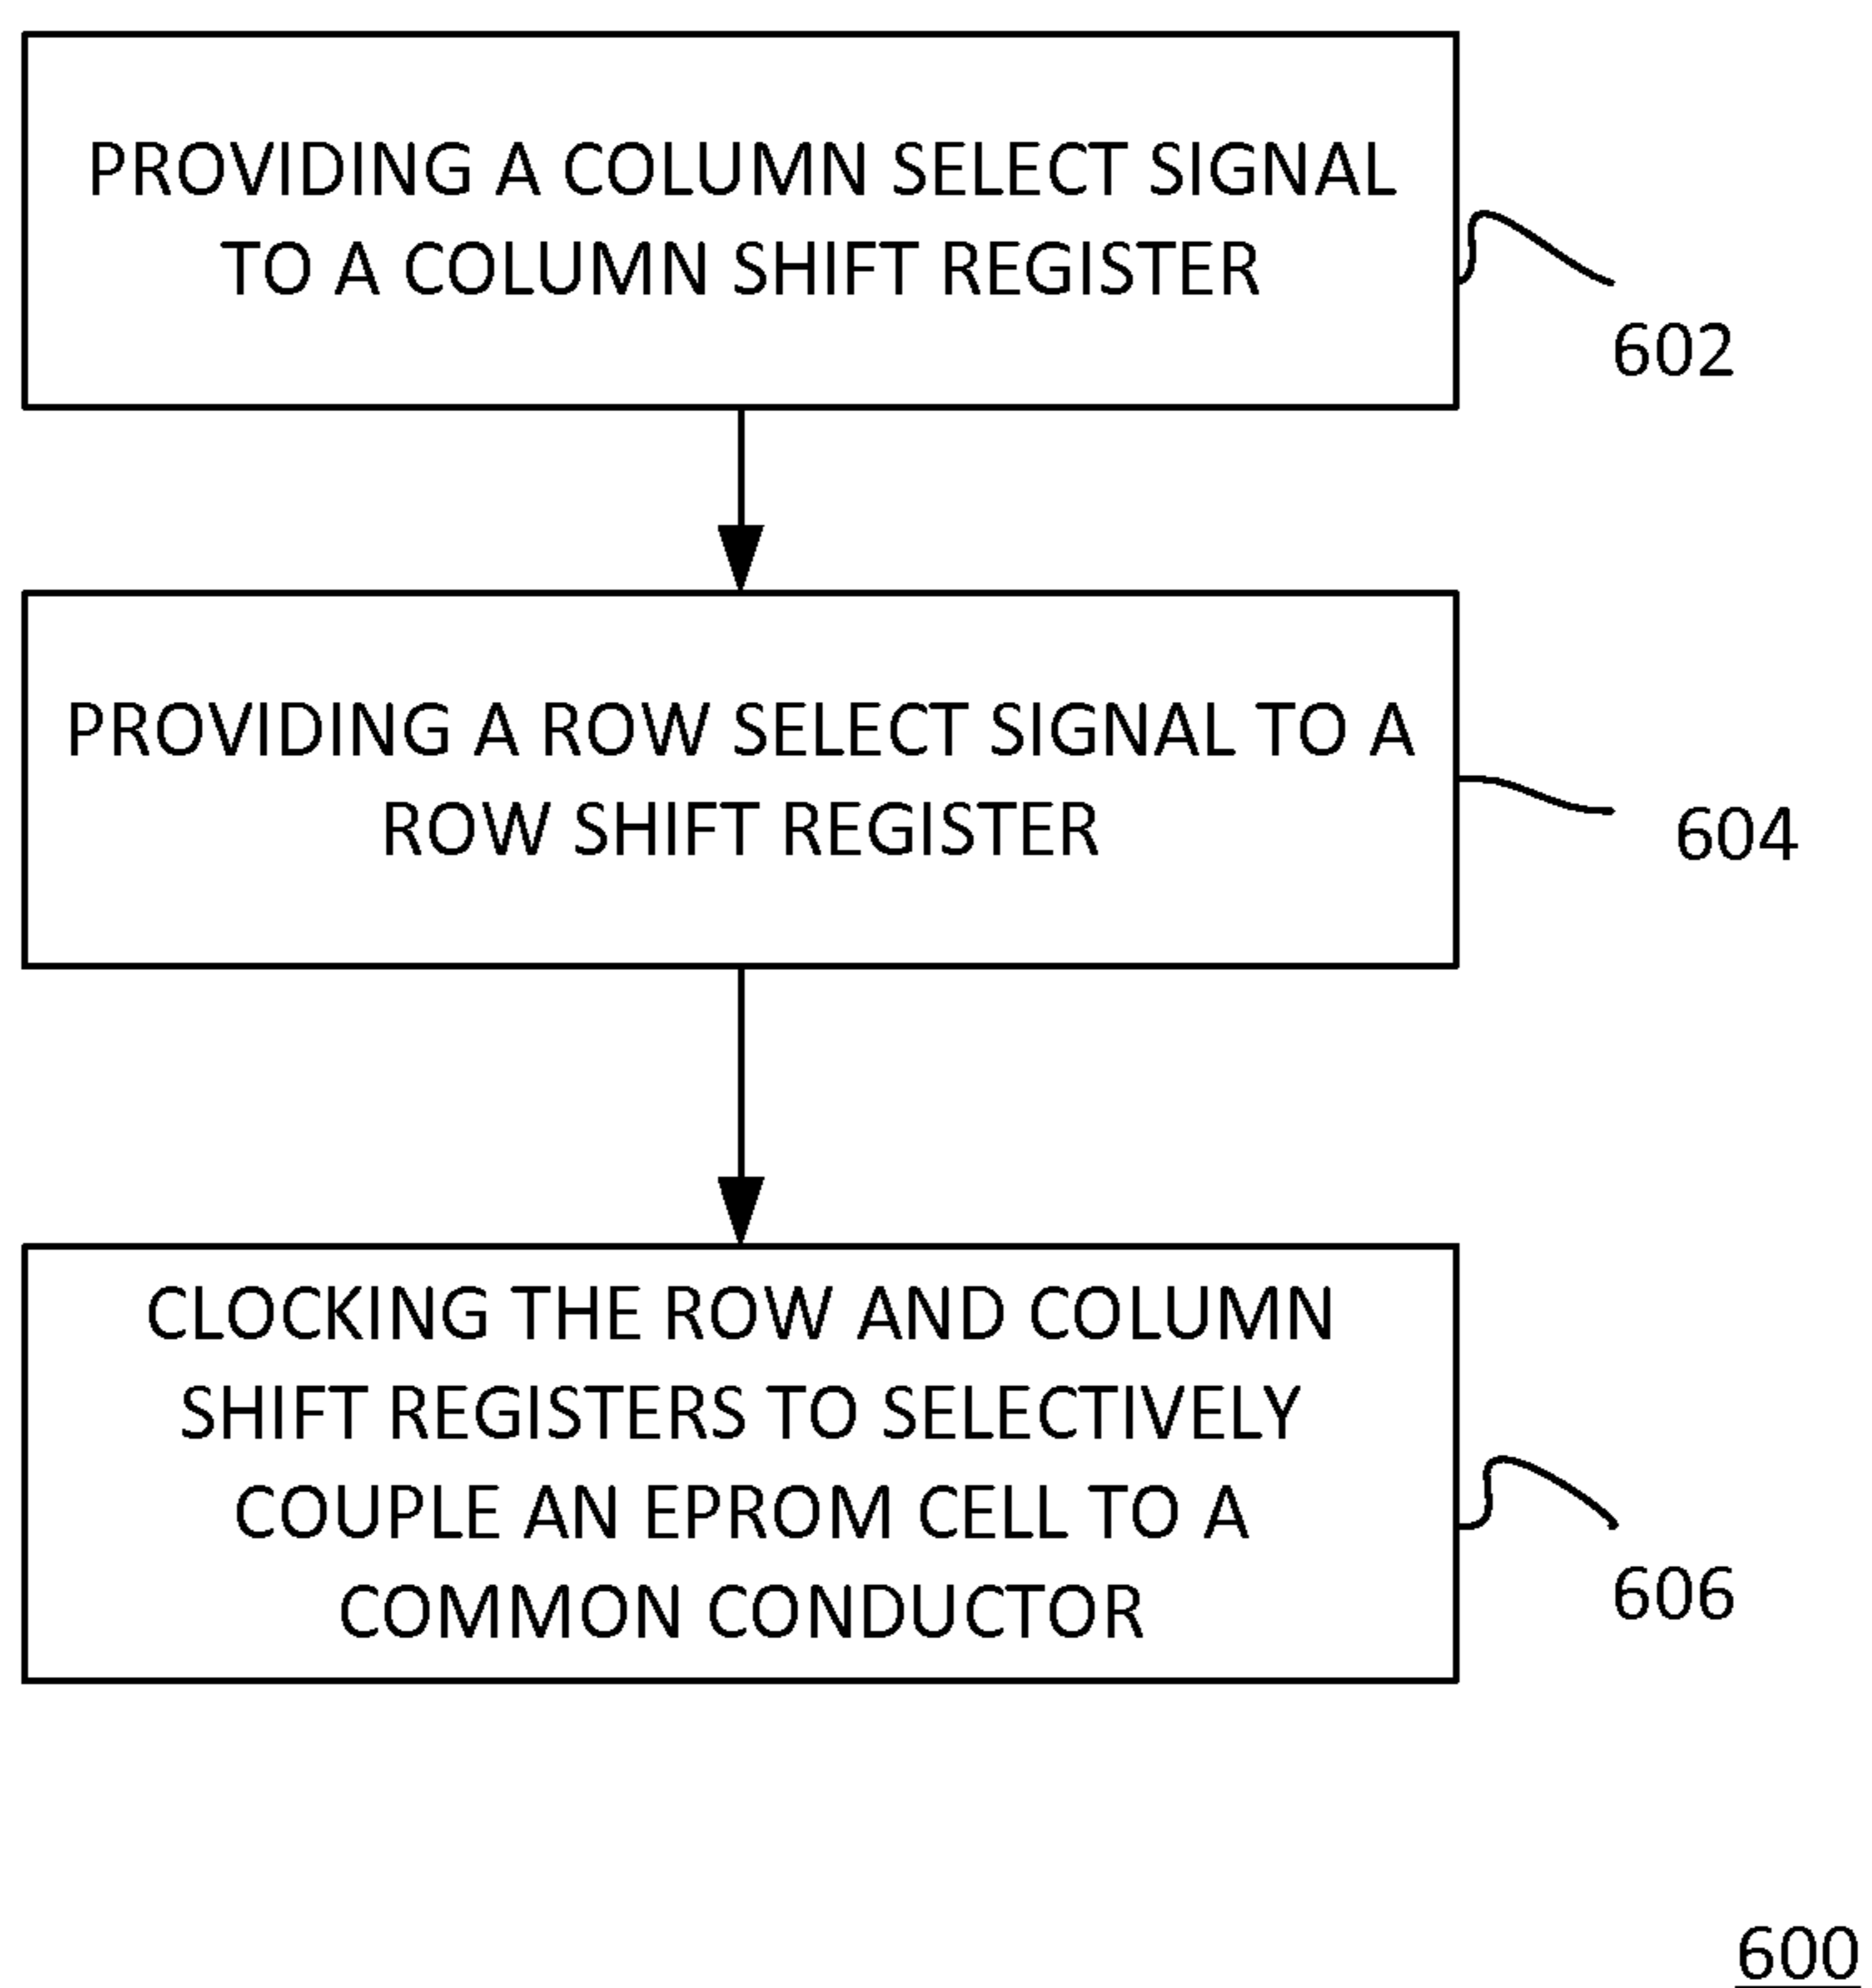 PROVIDING A COLUMN SELECT SIGNAL
TO A COLUMN SHIFT REGISTER
602
PROVIDING A ROW SELECT SIGNAL TO A
ROW SHIFT REGISTER
604
CLOCKING THE ROW AND COLUMN
SHIFT REGISTERS TO SELECTIVELY
COUPLE AN EPROM CELL TO A
COMMON CONDUCTOR
606
600